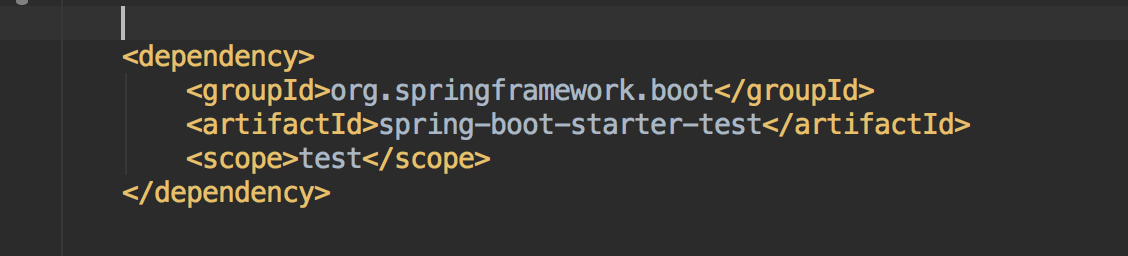 <dependency>
<groupId>org.springframework.boot</groupId>
<artifactId>spring-boot-starter-test</artifactId>
<scope>test</scope>
</dependency>